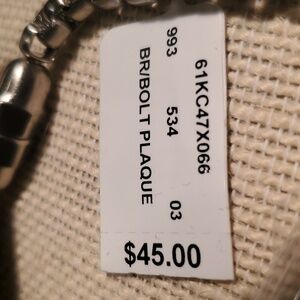 61KC47X066
993 534 03
BR/BOLT PLAQUE
$45.00